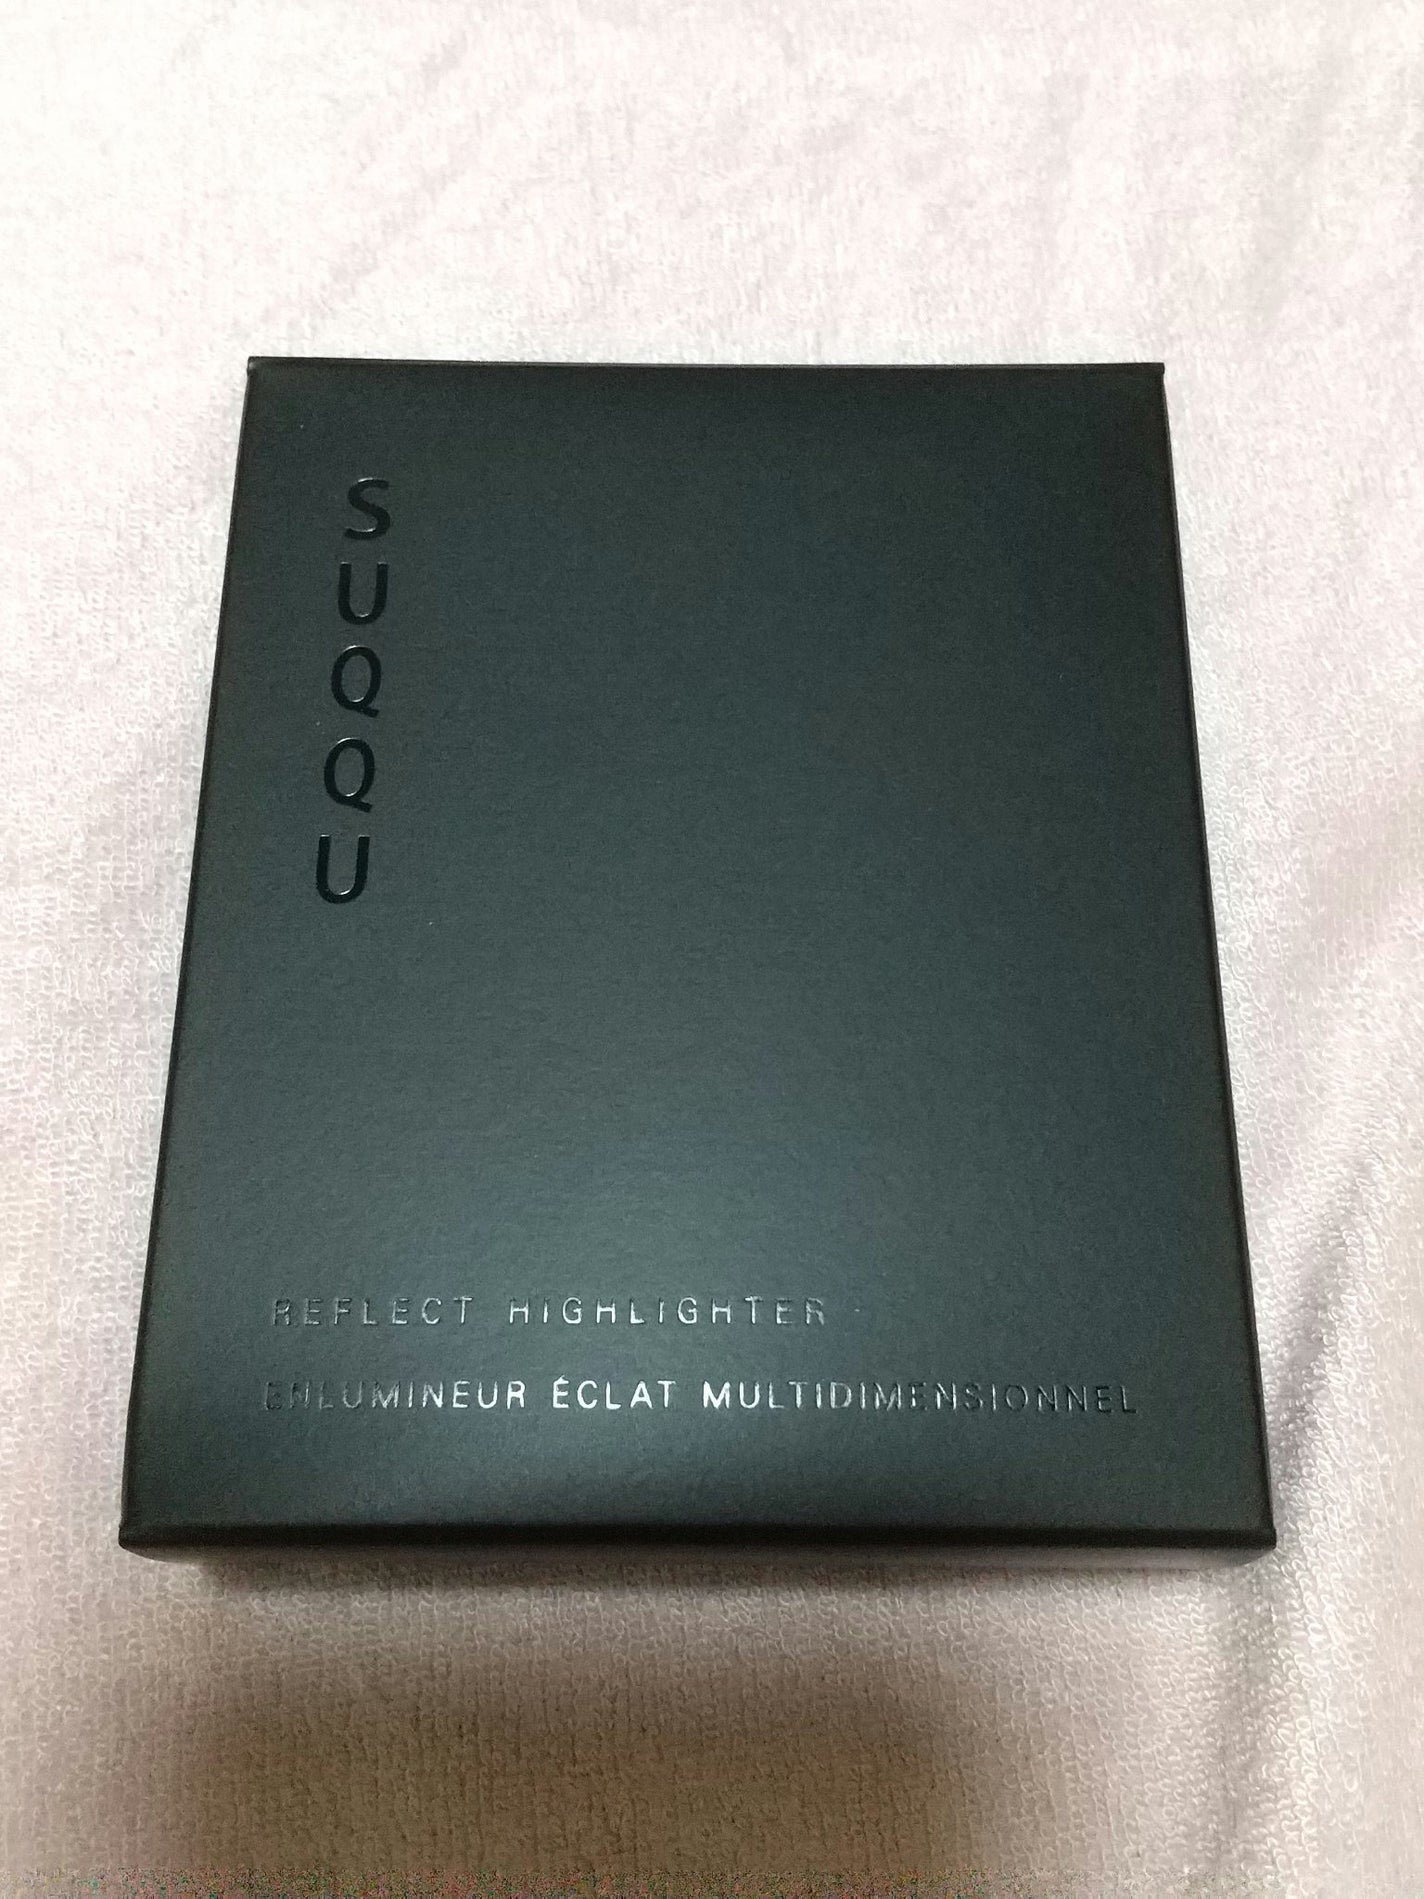 SUQQU
REFLECT HIGHLIGHTER
ENLUMINEUR ÉCLAT MULTIDIMENSIONNEL